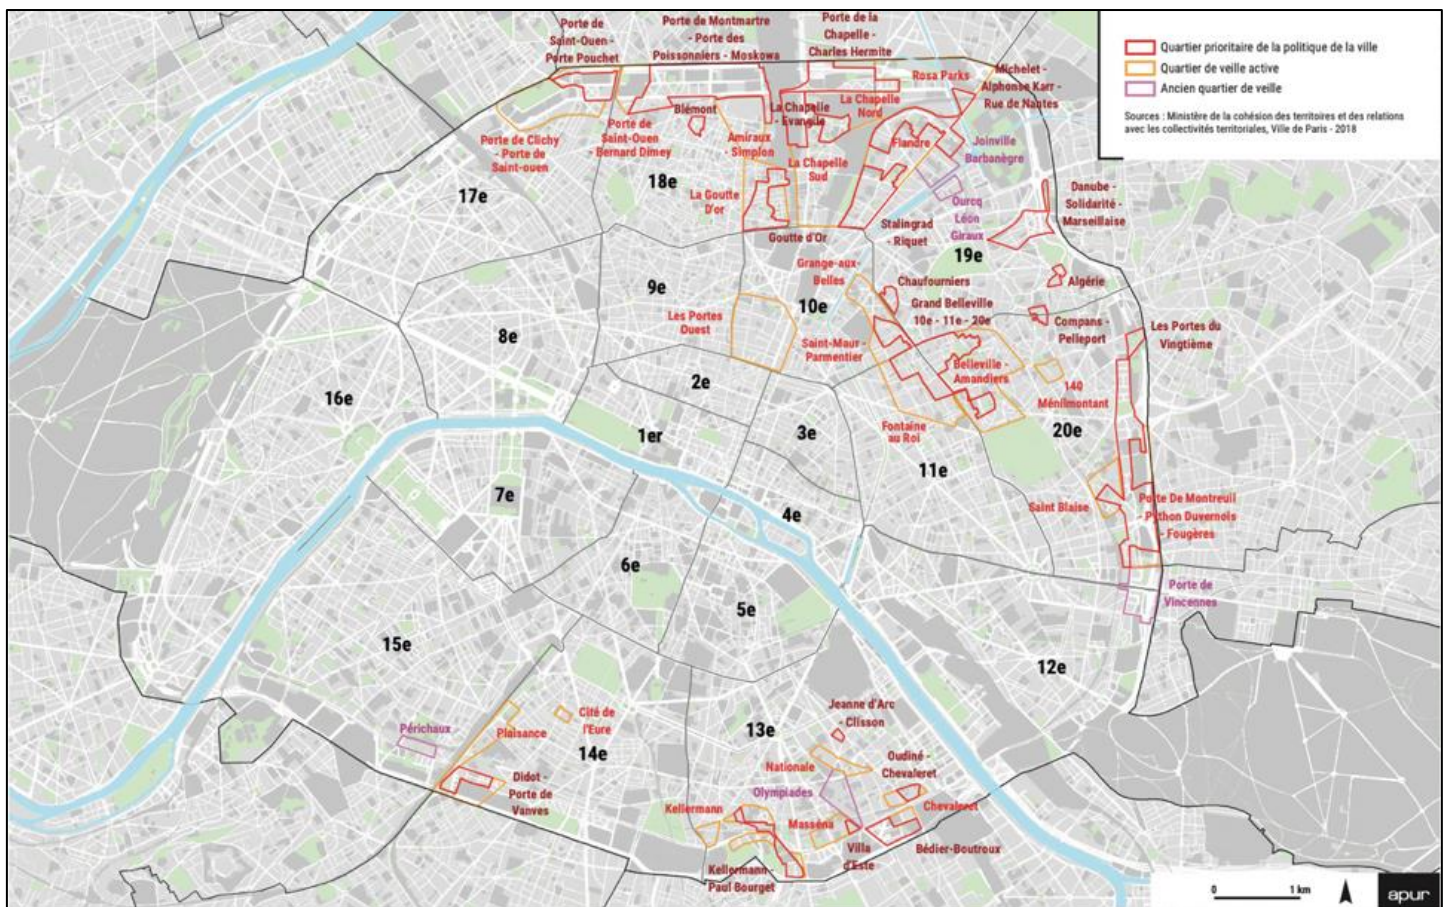 Porte de
Saint-Ouen -
Porte Pouchet
Porte de Montmartre
- Porte des
Poissonniers - Moskowa
Porte de la
Chapelle -
Charles Hermite
Rosa Parks
Michelet -
Alphonse Karr -
Rue de Nantes
Quartier prioritaire de la politique de la ville
Quartier de veille active
Ancien quartier de veille
Sources : Ministère de la cohésion des territoires et des relations
avec les collectivités territoriales, Ville de Paris - 2018
Porte de Clichy
- Porte de
Saint-ouen
Porte de
Saint-Ouen
- Bernard Dimey
Blémont
Amiraux
- Simplon
La Chapelle
- Evangile
La Chapelle
Nord
La Chapelle
Sud
Flandre
Joinville
Barbanègre
17e
18e
La Goutte
D'or
Goutte d'Or
Stalingrad
- Riquet
Ourcq
Léon
Giraux
Danube -
Solidarité -
Marseillaise
19e
Grange-aux-
Belles
Chaufourniers
Algérie
9e
10e
Grand Belleville
10e - 11e - 20e
Les Portes
Ouest
8e
Saint-Maur -
Parmentier
Compans -
Pelleport
Les Portes du
Vingtième
2e
Belleville -
Amandiers
140
Ménilmontant
16e
1er
3e
Fontaine
au Roi
20e
11e
7e
4e
Saint Blaise
Porte De Montreuil
- Python Duvernois
- Fougères
6e
5e
Porte de
Vincennes
15e
12e
Périchaux
Plaisance
Cité de
l'Eure
14e
13e
Jeanne d'Arc
- Clisson
Nationale
Oudiné -
Chevaleret
Didot -
Porte de
Vanves
Olympiades
Kellermann
Masséna
Chevaleret
Villa
d'Este
Bédier-Boutroux
Kellermann -
Paul Bourget
0
1 km
apur